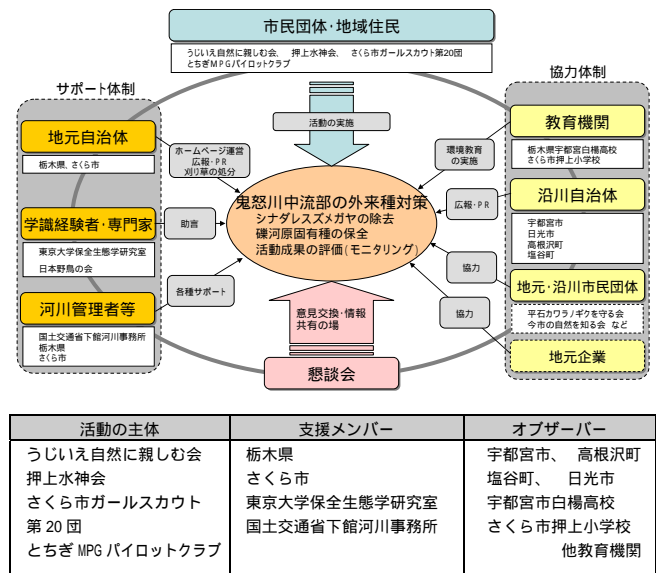 市民団体・地域住民
うじいえ自然に親しむ会、 押上水神会、 さくら市ガールスカウト第20団
とちぎMPGパイロットクラブ
サポート体制
協力体制
活動の実施
地元自治体
栃木県、さくら市
ホームページ運営
広報・PR
刈り草の処分
学識経験者・専門家
東京大学保全生態学研究室
日本野鳥の会
助言
河川管理者等
国土交通省下館河川事務所
栃木県
さくら市
各種サポート
鬼怒川中流部の外来種対策
シナダレスズメガヤの除去
礫河原固有種の保全
活動成果の評価(モニタリング)
意見交換・情報
共有の場
懇談会
環境教育
の実施
教育機関
栃木県宇都宮白楊高校
さくら市押上小学校
広報・PR
沿川自治体
宇都宮市
日光市
高根沢町
塩谷町
協力
地元・沿川市民団体
平石カワラノギクを守る会
今市の自然を知る会 など
協力
地元企業
活動の主体
支援メンバー
オブザーバー
うじいえ自然に親しむ会
押上水神会
さくら市ガールスカウト
第 20 団
とちぎ MPG パイロットクラブ
栃木県
さくら市
東京大学保全生態学研究室
国土交通省下館河川事務所
宇都宮市、 高根沢町
塩谷町、 日光市
宇都宮市白楊高校
さくら市押上小学校
他教育機関